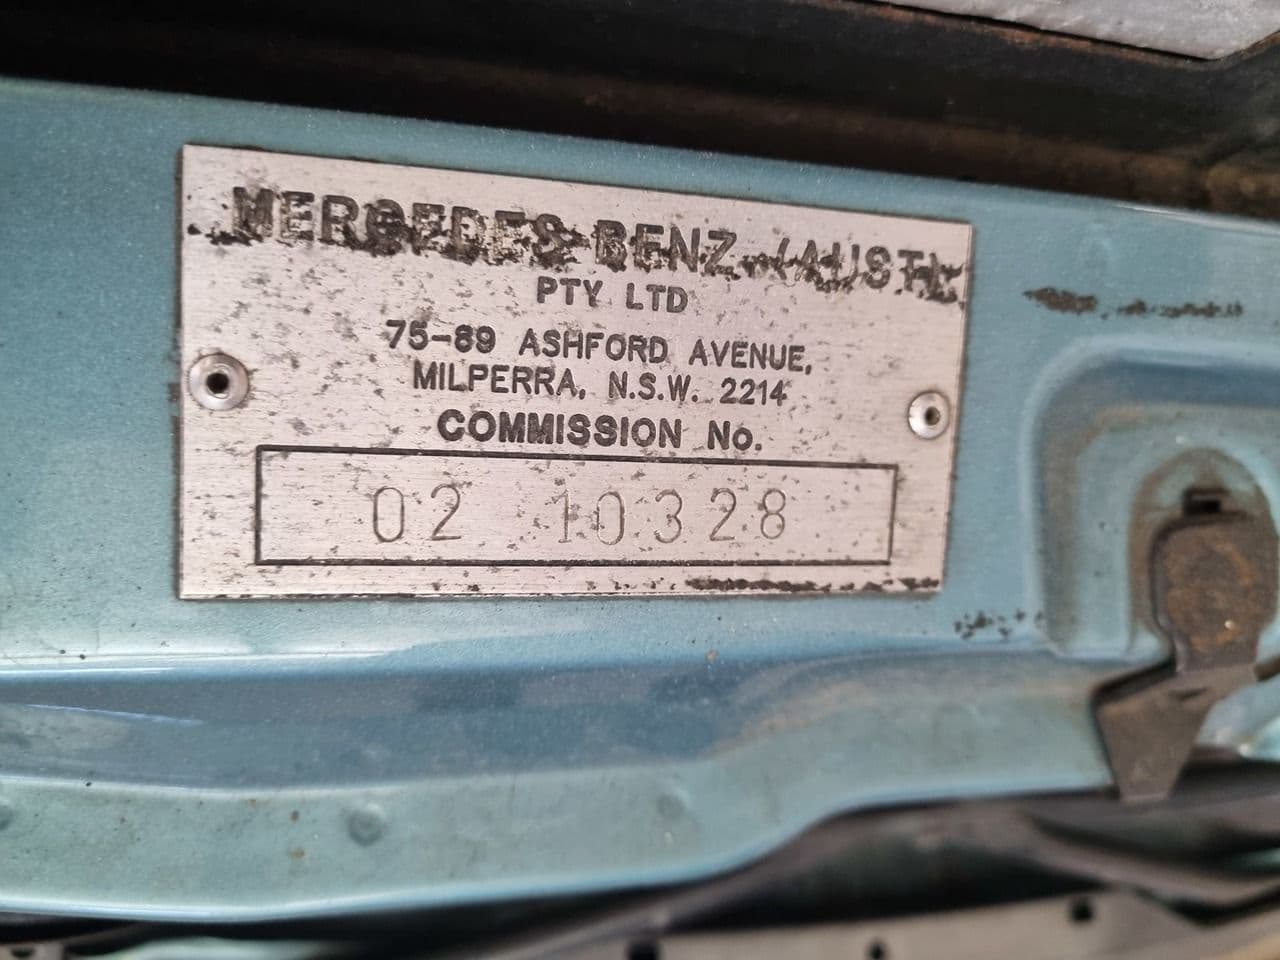 MERCEDES BENZ (AUST)
PTY LTD
75-89 ASHFORD AVENUE,
MILPERRA, N.S.W. 2214
COMMISSION No.
02 10328